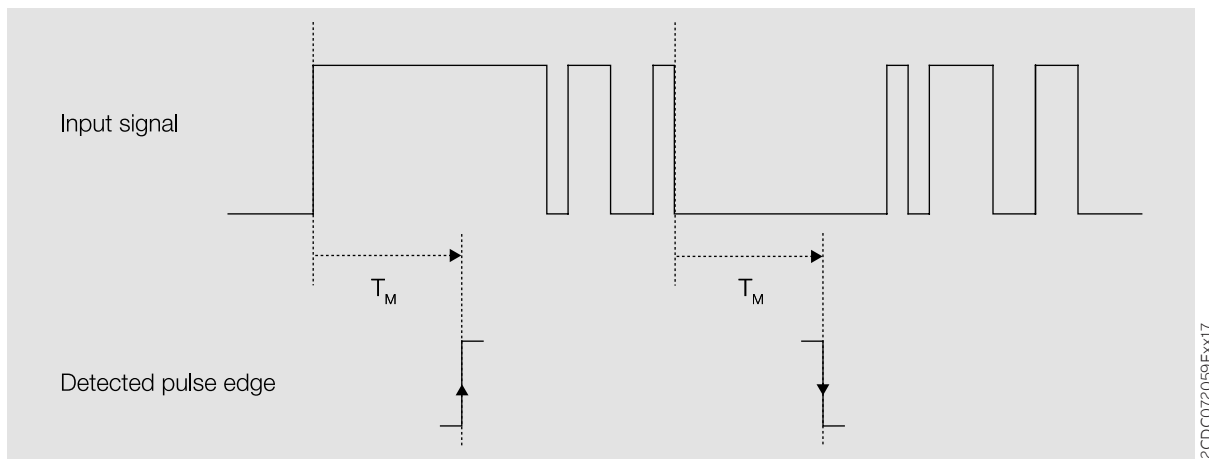 Input signal
T_M
T_M
Detected pulse edge
2CDC072059Fxx17